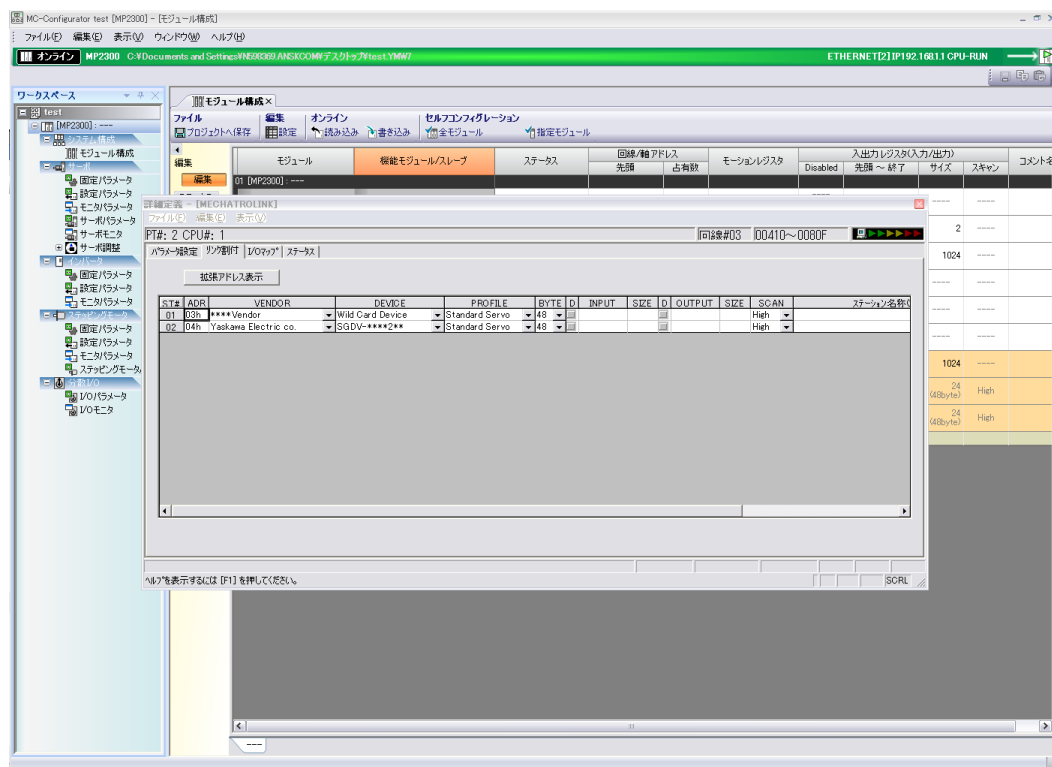 MC-Configurator test [MP2300] - [モジュール構成]
ファイル(F) 編集(E) 表示(V) ウィンドウ(W) ヘルプ(H)
オンライン MP2300 C:¥Documents and Settings¥N598369.ANSKCOM¥デスクトップ¥test.YMW7 ETHERNET[2] IP192.168.1.1 CPU-RUN
ワークスペース
test
[MP2300] : ---
システム構成
モジュール構成
サーボ
固定パラメータ
設定パラメータ
モニタパラメータ
サーボパラメータ
サーボモニタ
サーボ調整
インバータ
固定パラメータ
設定パラメータ
モニタパラメータ
ステッピングモータ
固定パラメータ
設定パラメータ
モニタパラメータ
ステッピングモータ
分散I/O
I/Oパラメータ
I/Oモニタ
モジュール構成×
ファイル 編集 オンライン セルフコンフィグレーション
プロジェクトへ保存 設定 読み込み 書き込み 全モジュール 指定モジュール
編集
編集
モジュール 機能モジュール/スレーブ ステータス 回線/軸アドレス モーションレジスタ 入出力レジスタ(入力/出力) コメント
先頭 占有数 Disabled 先頭 ～ 終了 サイズ スキャン
01 [MP2300] : ---
---- ----
2 ----
1024 ----
---- ----
---- ----
---- ----
1024 ----
24 (48byte) High
24 (48byte) High
詳細定義 - [MECHATROLINK]
ファイル(F) 編集(E) 表示(V)
PT#: 2 CPU#: 1 回線#03 00410～0080F
パラメータ設定 リンク割付 I/Oマップ ステータス
拡張アドレス表示
ST# ADR VENDOR DEVICE PROFILE BYTE D INPUT SIZE D OUTPUT SIZE SCAN ステーション名称
01 03h ****Vendor Wild Card Device Standard Servo 48 High
02 04h Yaskawa Electric co. SGDV-****2** Standard Servo 48 High
ヘルプを表示するには [F1] を押してください。 SCRL
---